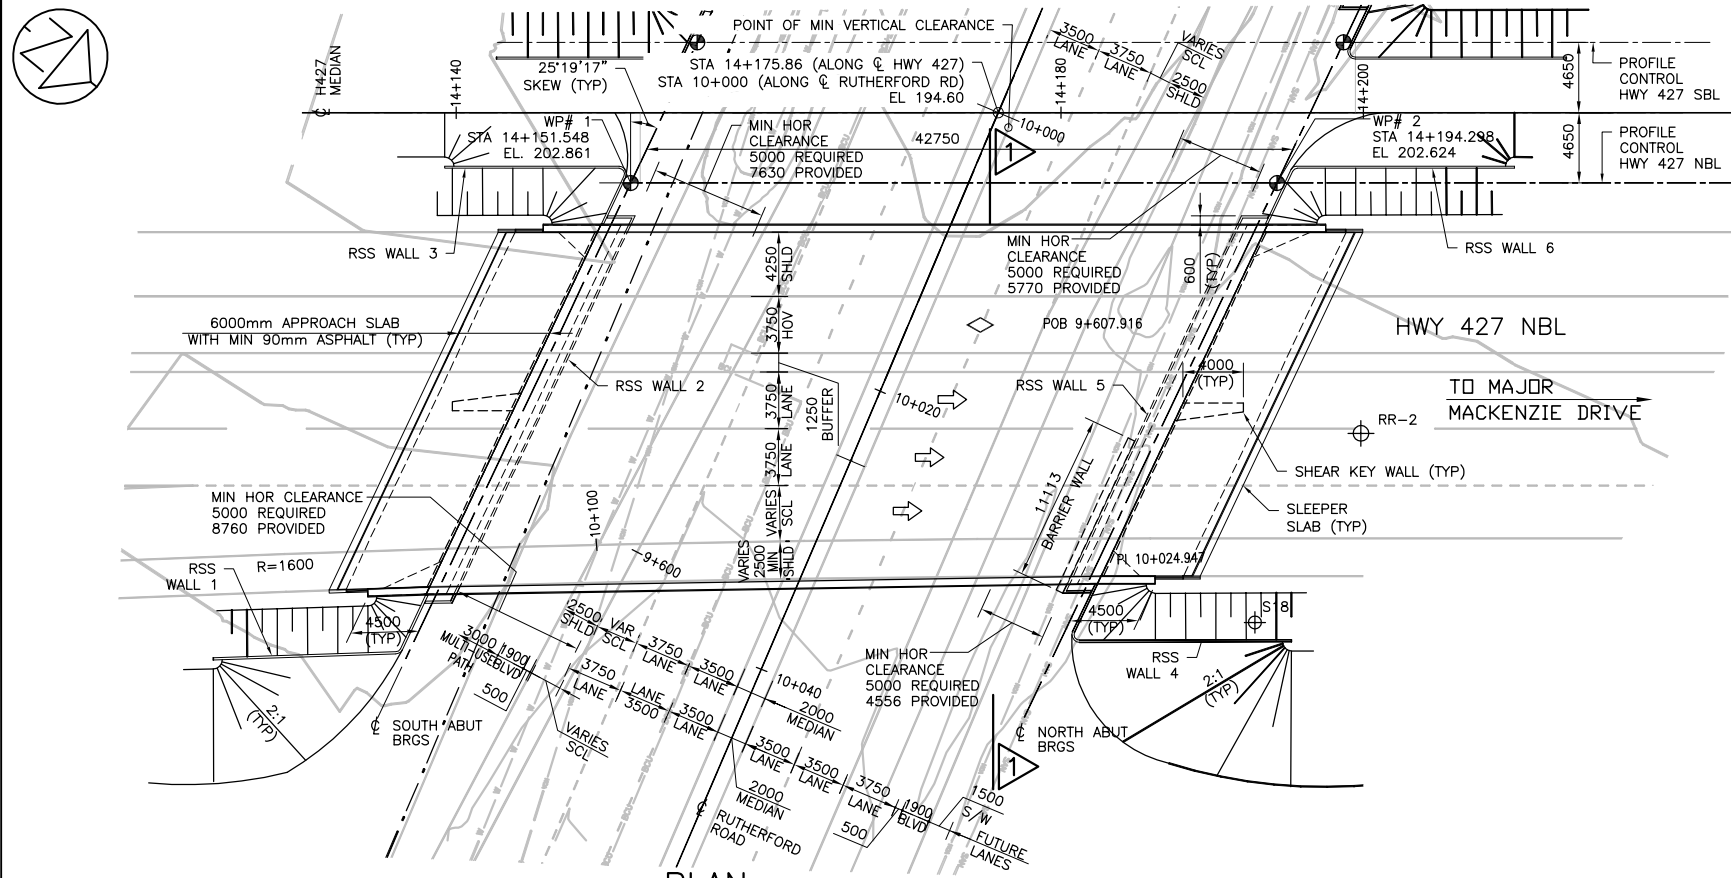 POINT OF MIN VERTICAL CLEARANCE
STA 14+175.86 (ALONG ℄ HWY 427)
STA 10+000 (ALONG ℄ RUTHERFORD RD)
EL 194.60
25°19'17"
SKEW (TYP)
℄ H427
MEDIAN
14+140
14+180
14+200
3500
LANE
3750
LANE
VARIES
SCL
2500
SHLD
4650
PROFILE
CONTROL
HWY 427 SBL
4650
PROFILE
CONTROL
HWY 427 NBL
WP# 1
STA 14+151.548
EL. 202.861
MIN HOR
CLEARANCE
5000 REQUIRED
7630 PROVIDED
42750
10+000
1
WP# 2
STA 14+194.298
EL 202.624
RSS WALL 3
MIN HOR
CLEARANCE
5000 REQUIRED
5770 PROVIDED
600
(TYP)
RSS WALL 6
4250
SHLD
3750
HOV
3750
LANE
3750
LANE
VARIES
SCL
VARIES
2500
MIN
SHLD
1250
BUFFER
6000mm APPROACH SLAB
WITH MIN 90mm ASPHALT (TYP)
POB 9+607.916
HWY 427 NBL
RSS WALL 2
10+020
RSS WALL 5
4000
(TYP)
TO MAJOR
MACKENZIE DRIVE
RR-2
SHEAR KEY WALL (TYP)
SLEEPER
SLAB (TYP)
11113
BARRIER WALL
MIN HOR CLEARANCE
5000 REQUIRED
8760 PROVIDED
10+100
9+600
PI 10+024.947
RSS
WALL 1
R=1600
4500
(TYP)
4500
(TYP)
S18
RSS
WALL 4
2:1
(TYP)
2:1
(TYP)
2500
SHLD
VAR
SCL
3750
LANE
3500
LANE
3000
MULTI-USE
PATH
1900
BLVD
500
3750
LANE
LANE
3500
3500
LANE
VARIES
SCL
10+040
2000
MEDIAN
MIN HOR
CLEARANCE
5000 REQUIRED
4556 PROVIDED
℄ SOUTH ABUT
BRGS
℄ NORTH ABUT
BRGS
1
3500
LANE
3500
LANE
3750
LANE
1900
BLVD
500
1500
S/W
FUTURE
LANES
2000
MEDIAN
℄ RUTHERFORD
ROAD
PLAN